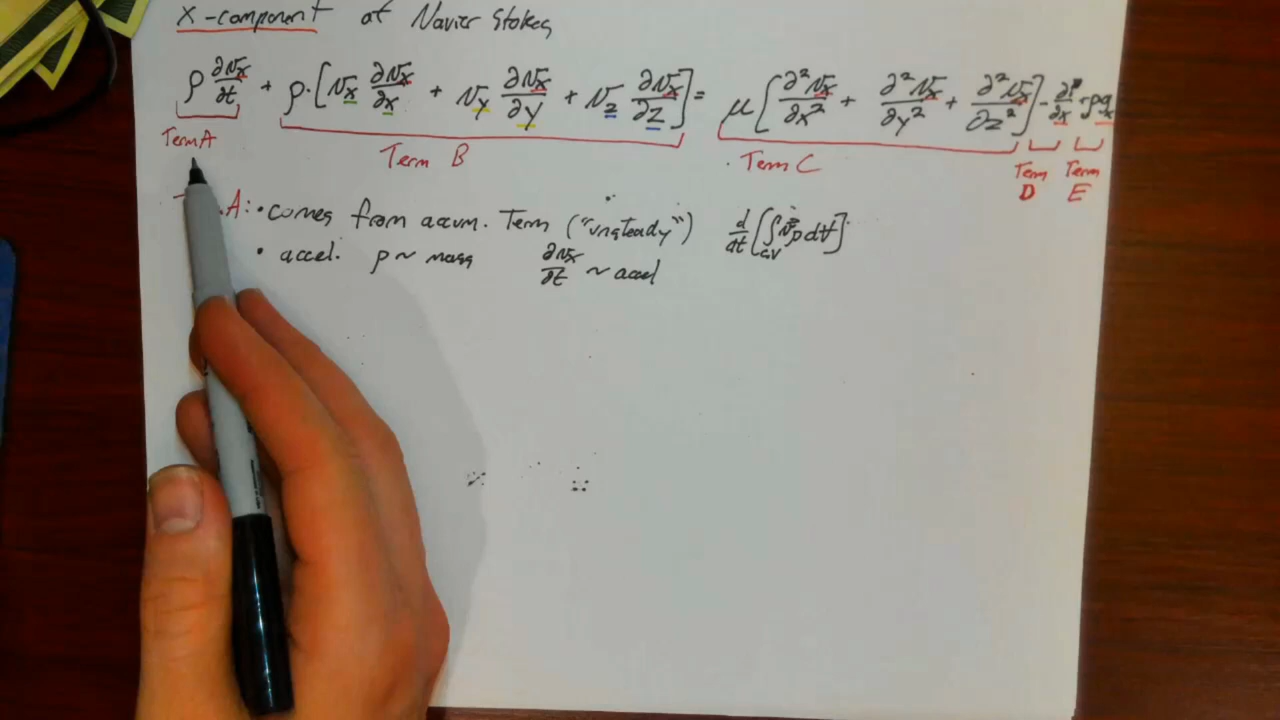 x-component of Navier Stokes
ρ ∂vx/∂t + ρ·[vx ∂vx/∂x + vy ∂vx/∂y + vz ∂vx/∂z] = μ[∂²vx/∂x² + ∂²vx/∂y² + ∂²vx/∂z²] - ∂P/∂x - ρgx
Term A Term B Term C Term D Term E
A: • comes from accum. Term ("unsteady") d/dt[∫cv v⃗ρdV]
• accel. ρ ~ mass ∂vx/∂t ~ accel